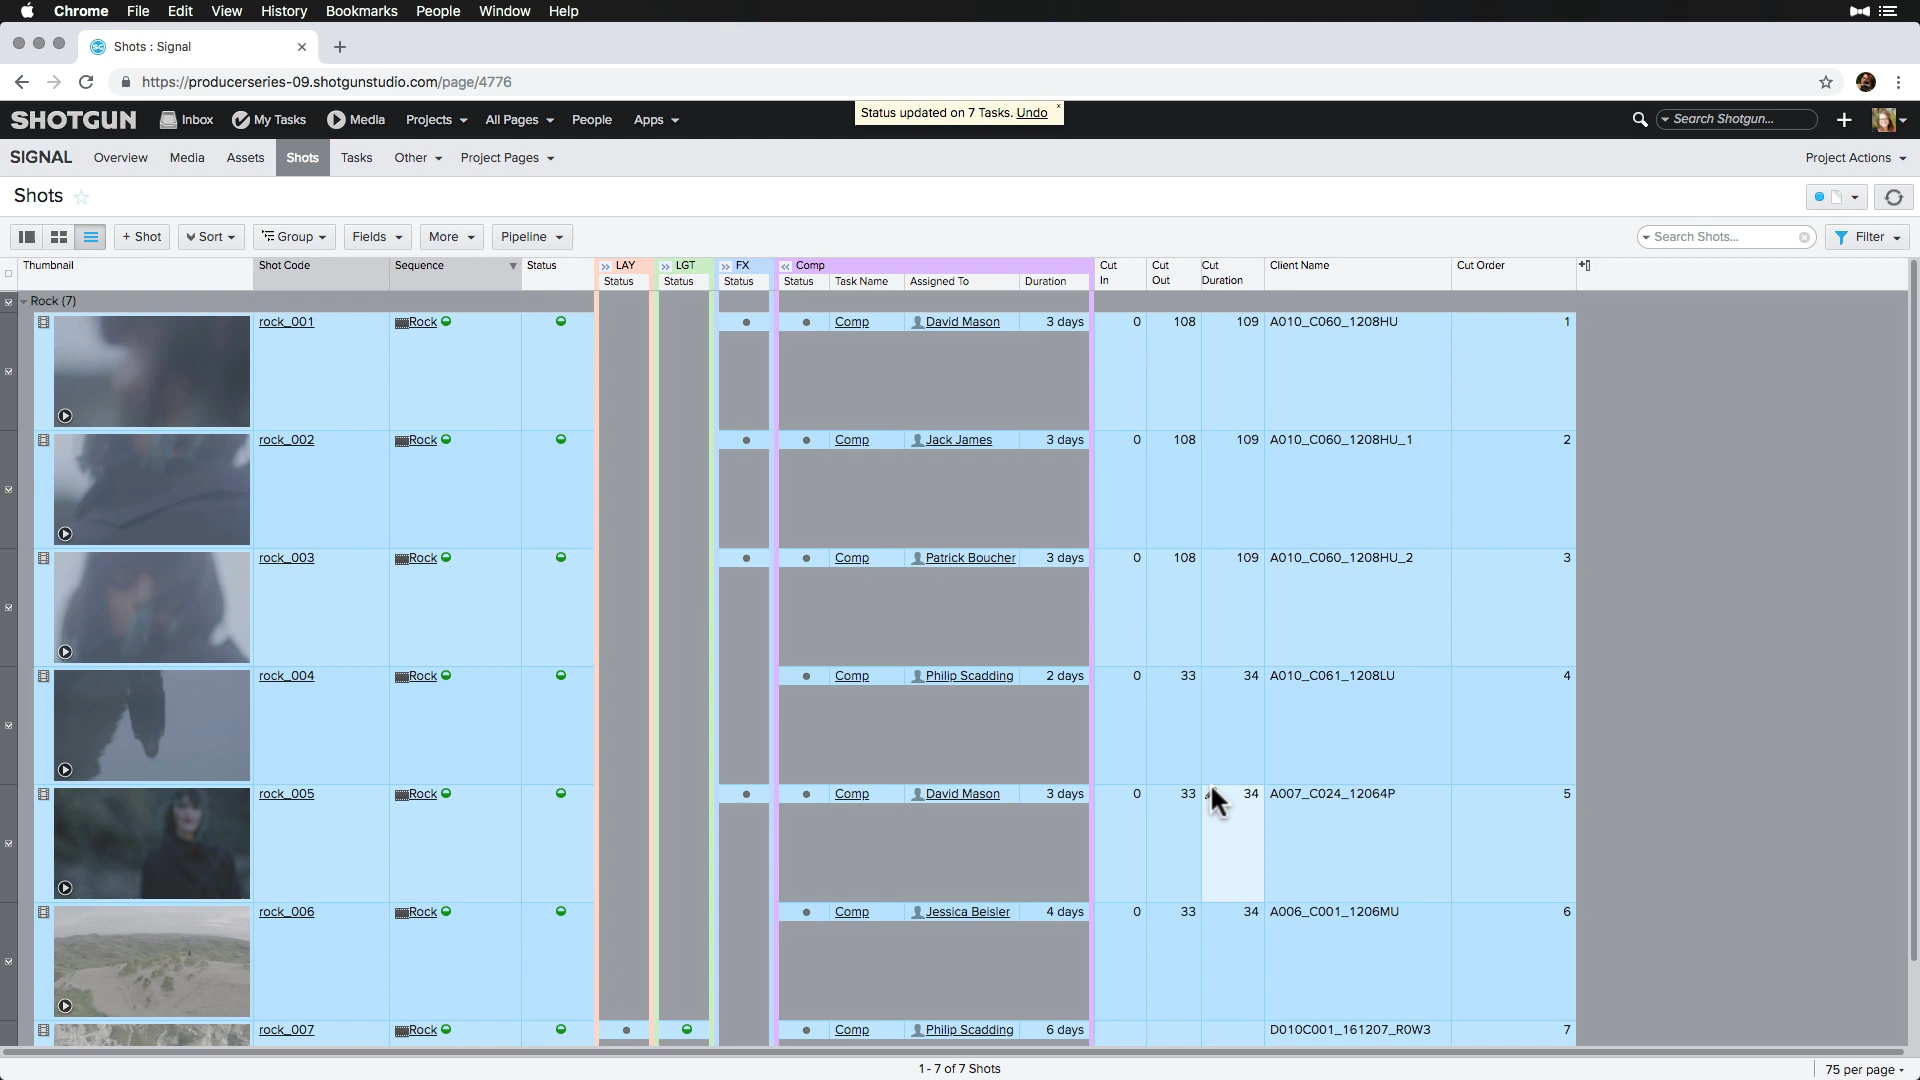 Chrome File Edit View History Bookmarks People Window Help
Shots : Signal
https://producerseries-09.shotgunstudio.com/page/4776
SHOTGUN Inbox My Tasks Media Projects All Pages People Apps Status updated on 7 Tasks. Undo x Search Shotgun...
SIGNAL Overview Media Assets Shots Tasks Other Project Pages Project Actions
Shots
+ Shot Sort Group Fields More Pipeline Search Shots... Filter
Thumbnail Shot Code Sequence Status LAY LGT FX Comp Cut In Cut Out Cut Duration Client Name Cut Order
Status Status Status Status Task Name Assigned To Duration
Rock (7)
rock_001 Rock Comp David Mason 3 days 0 108 109 A010_C060_1208HU 1
rock_002 Rock Comp Jack James 3 days 0 108 109 A010_C060_1208HU_1 2
rock_003 Rock Comp Patrick Boucher 3 days 0 108 109 A010_C060_1208HU_2 3
rock_004 Rock Comp Philip Scadding 2 days 0 33 34 A010_C061_1208LU 4
rock_005 Rock Comp David Mason 3 days 0 33 34 A007_C024_12064P 5
rock_006 Rock Comp Jessica Beisler 4 days 0 33 34 A006_C001_1206MU 6
rock_007 Rock Comp Philip Scadding 6 days D010C001_161207_R0W3 7
1 - 7 of 7 Shots
75 per page